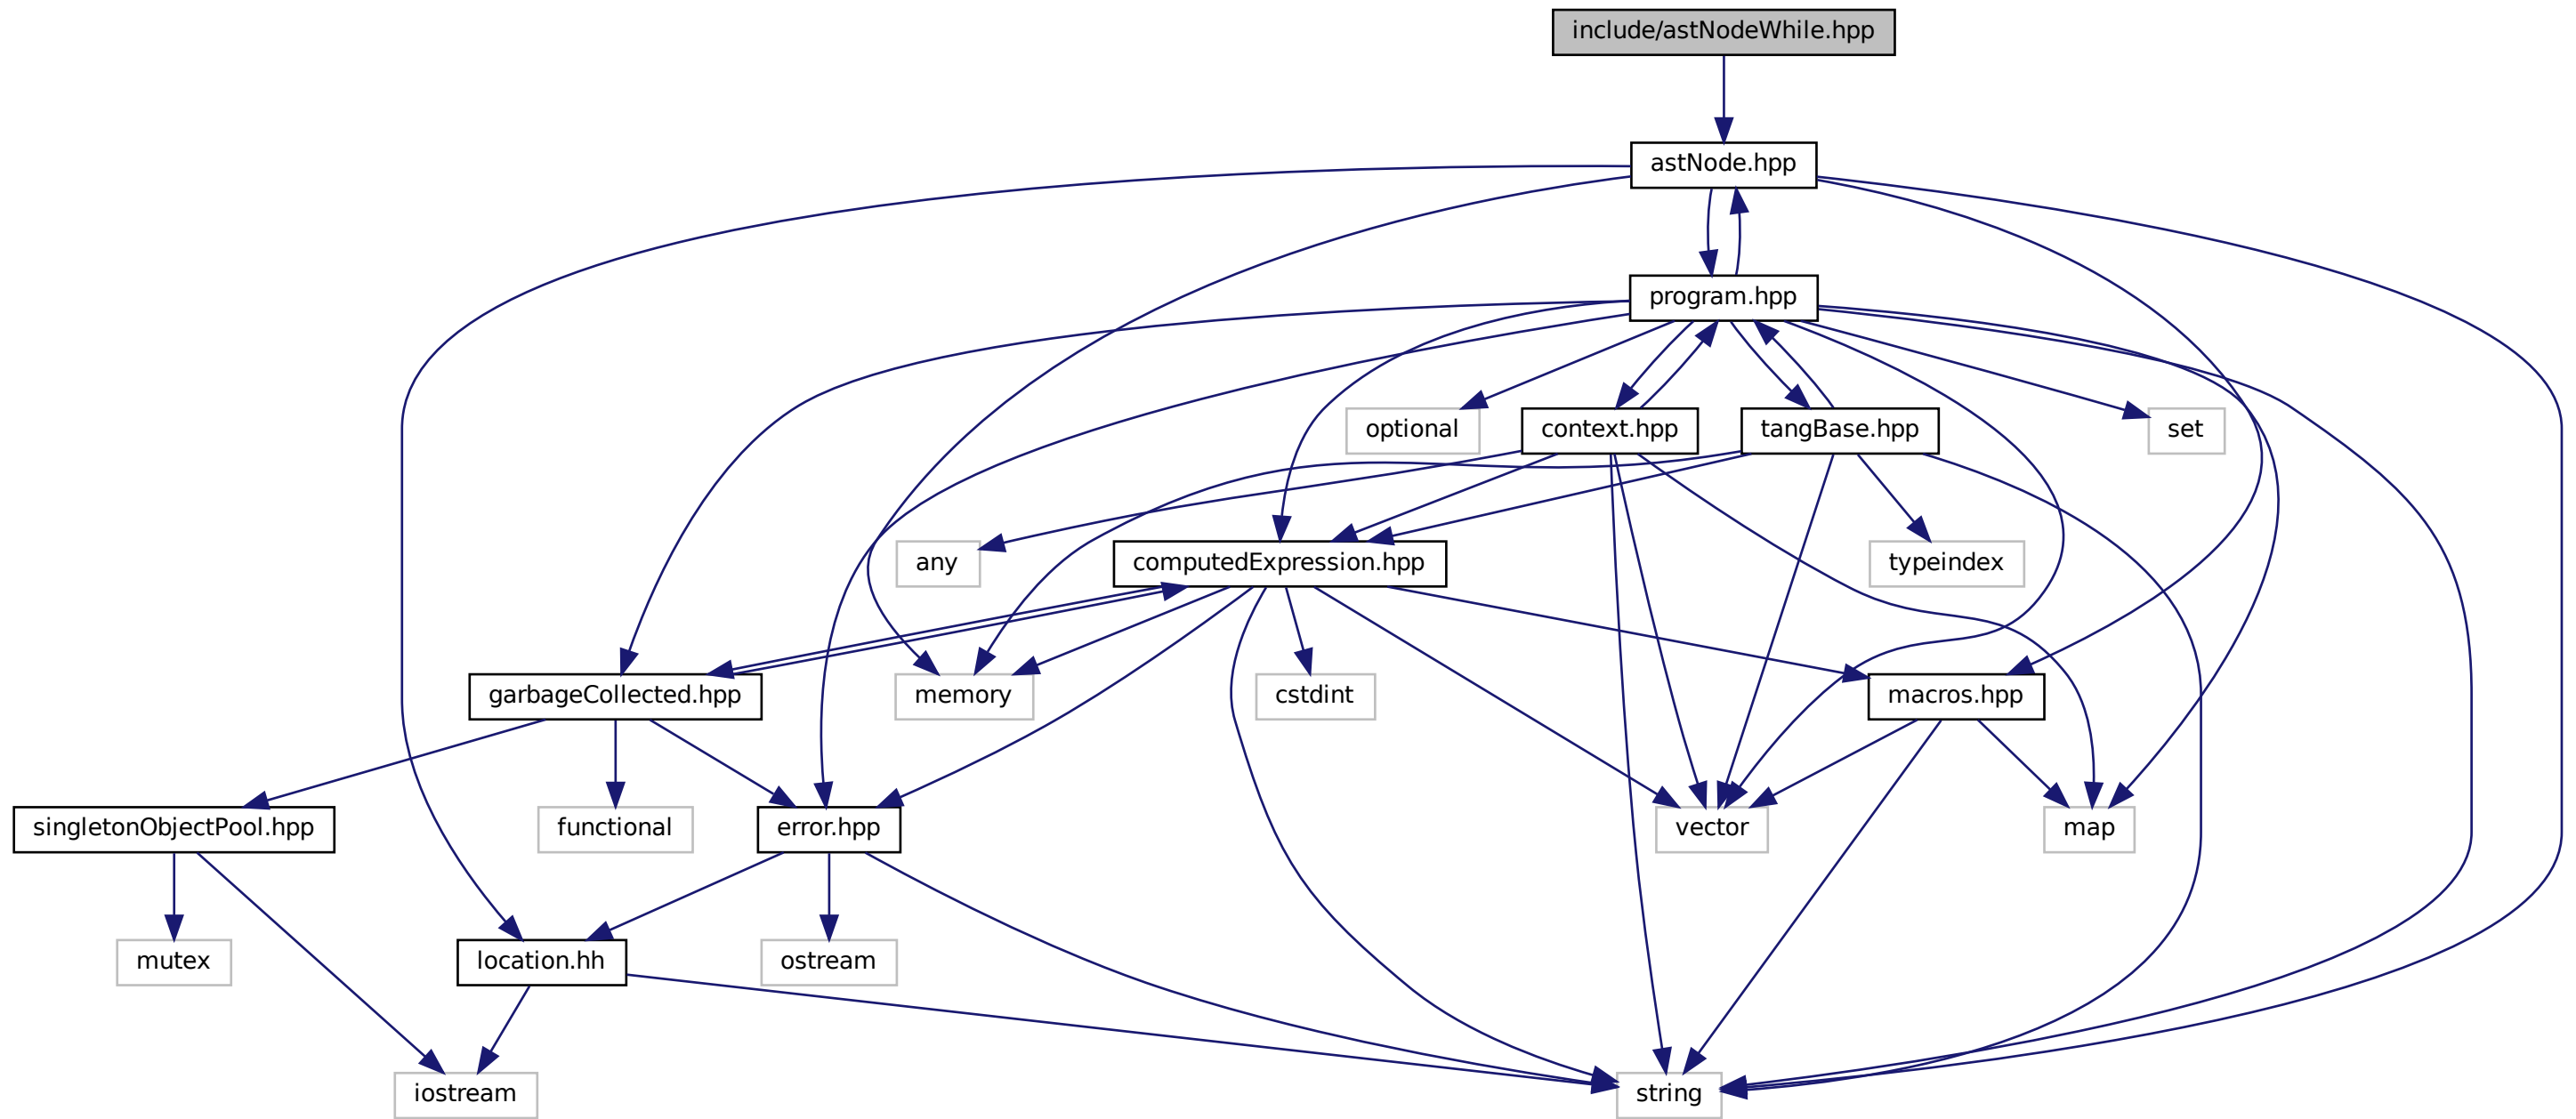 include/astNodeWhile.hpp
astNode.hpp
program.hpp
optional
context.hpp
tangBase.hpp
set
any
computedExpression.hpp
typeindex
garbageCollected.hpp
memory
cstdint
macros.hpp
singletonObjectPool.hpp
functional
error.hpp
vector
map
mutex
location.hh
ostream
iostream
string